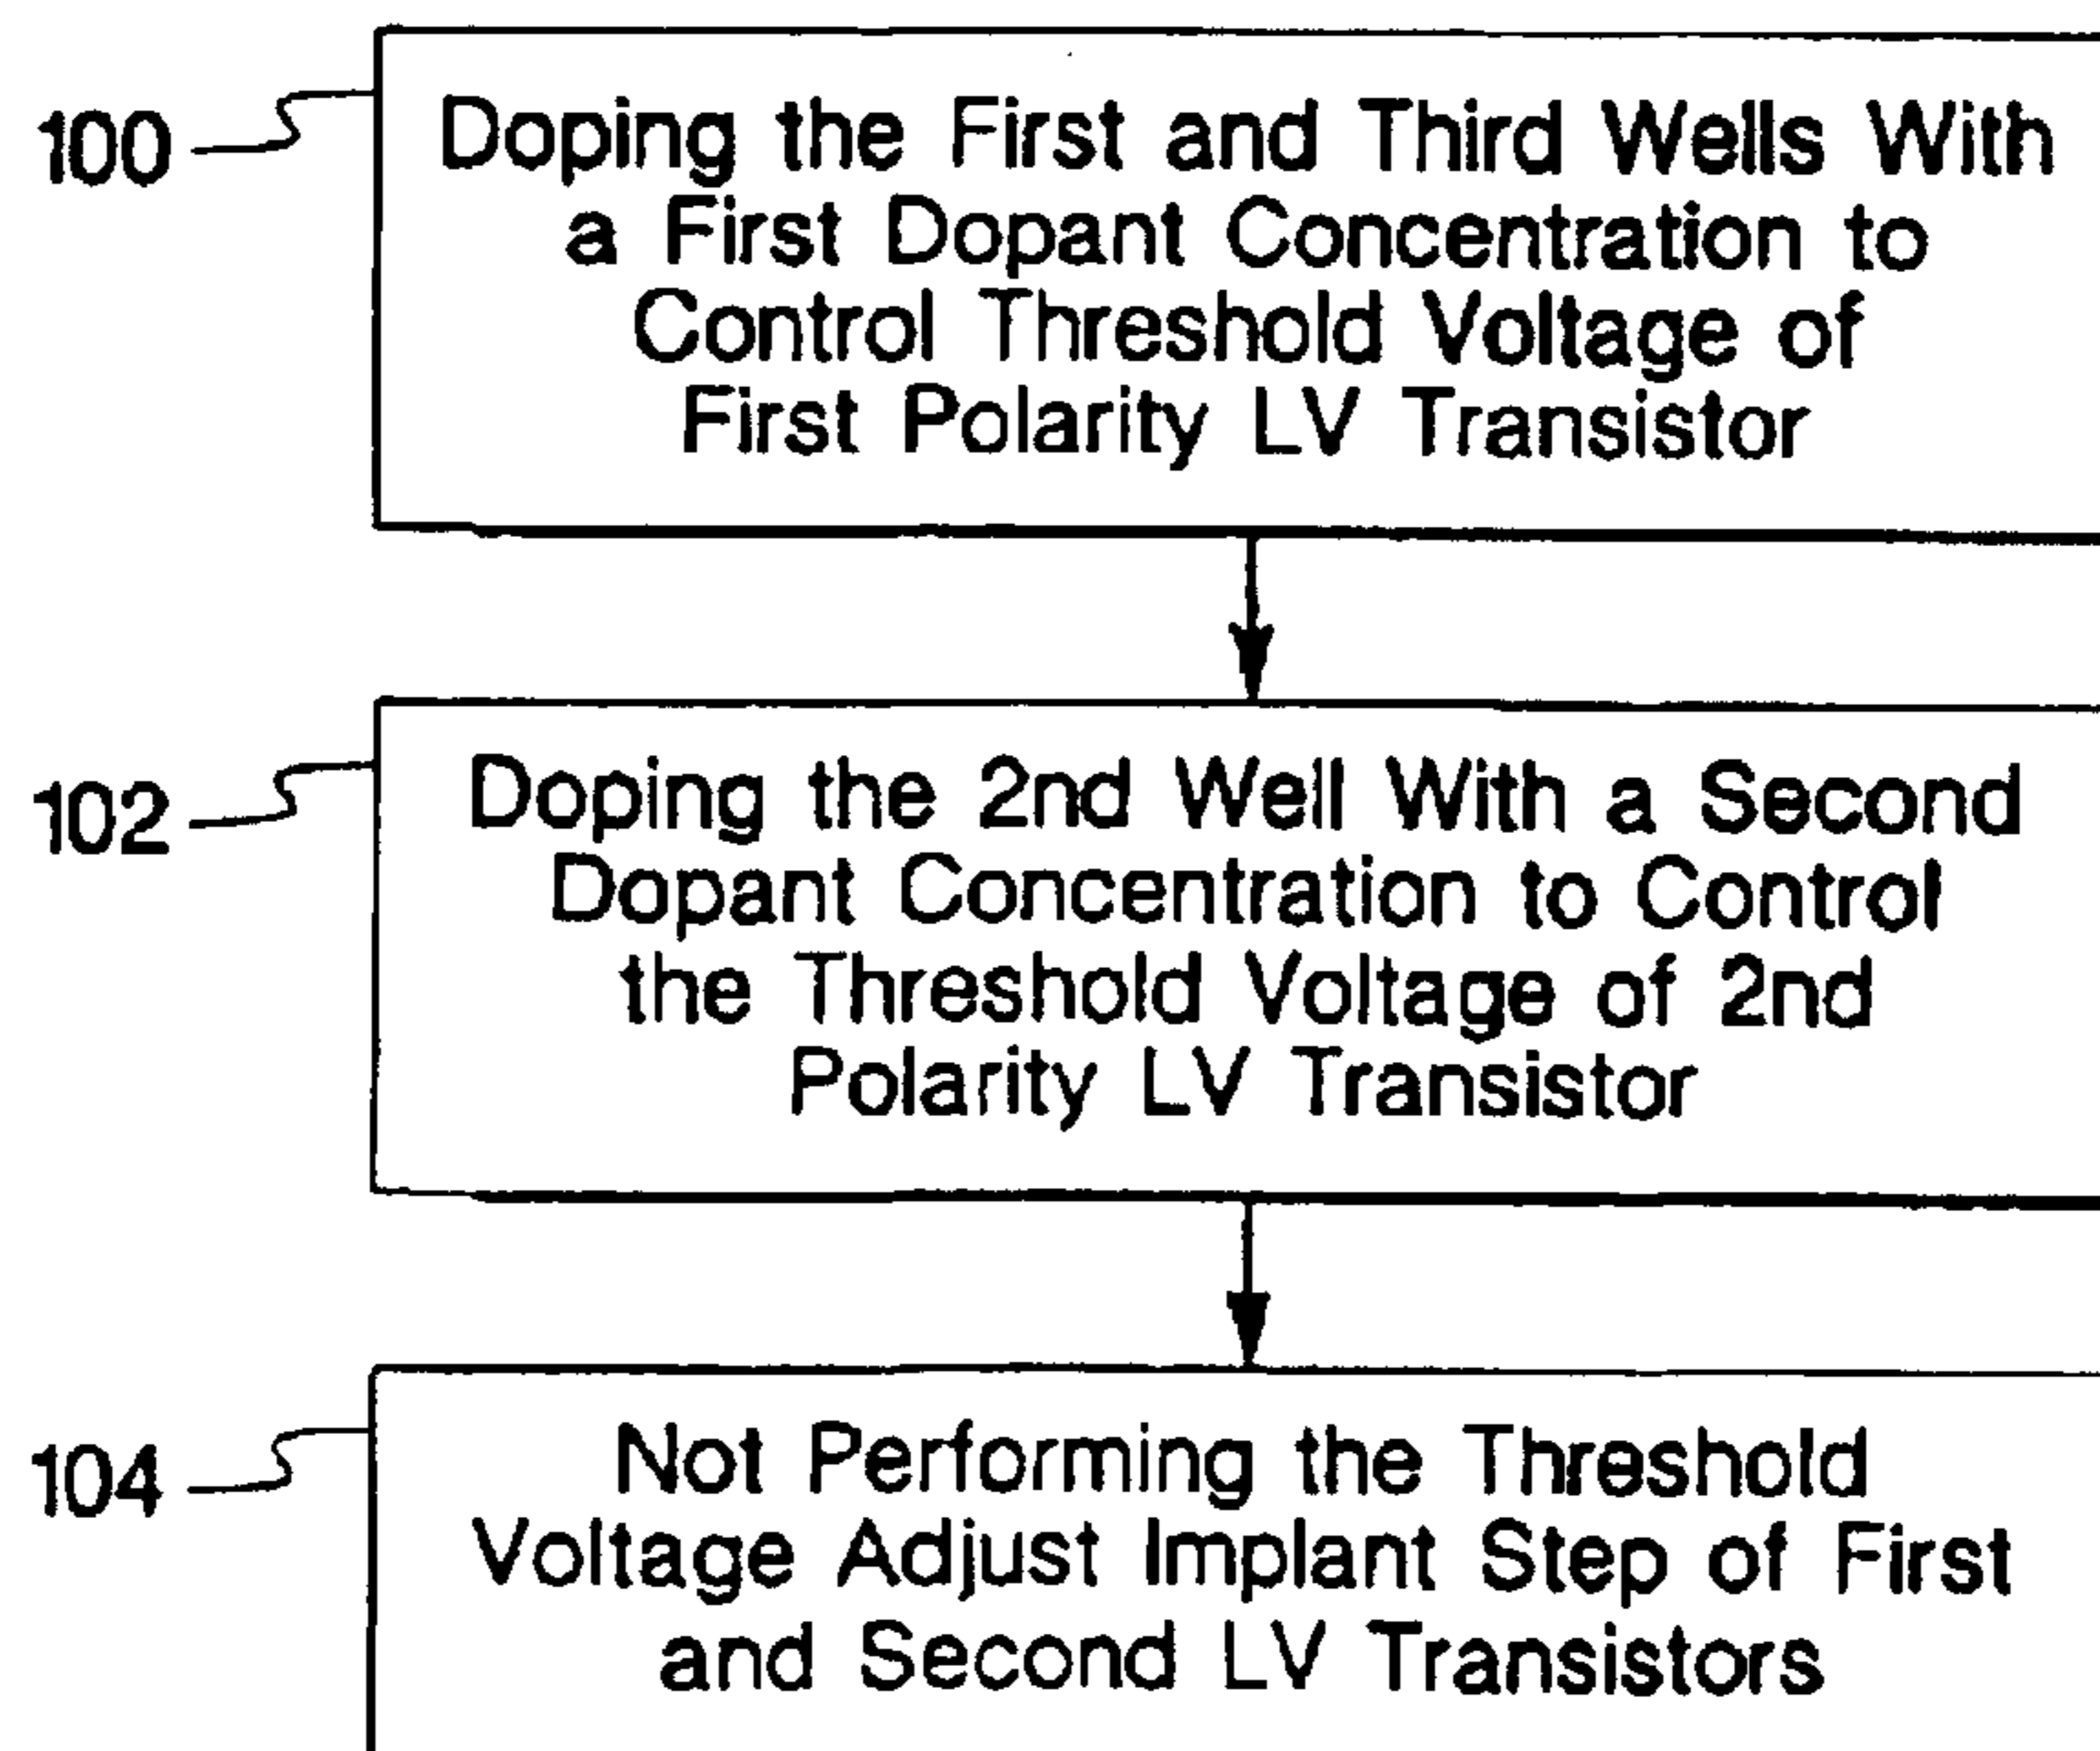 100
Doping the First and Third Wells With
a First Dopant Concentration to
Control Threshold Voltage of
First Polarity LV Transistor
102
Doping the 2nd Well With a Second
Dopant Concentration to Control
the Threshold Voltage of 2nd
Polarity LV Transistor
104
Not Performing the Threshold
Voltage Adjust Implant Step of First
and Second LV Transistors